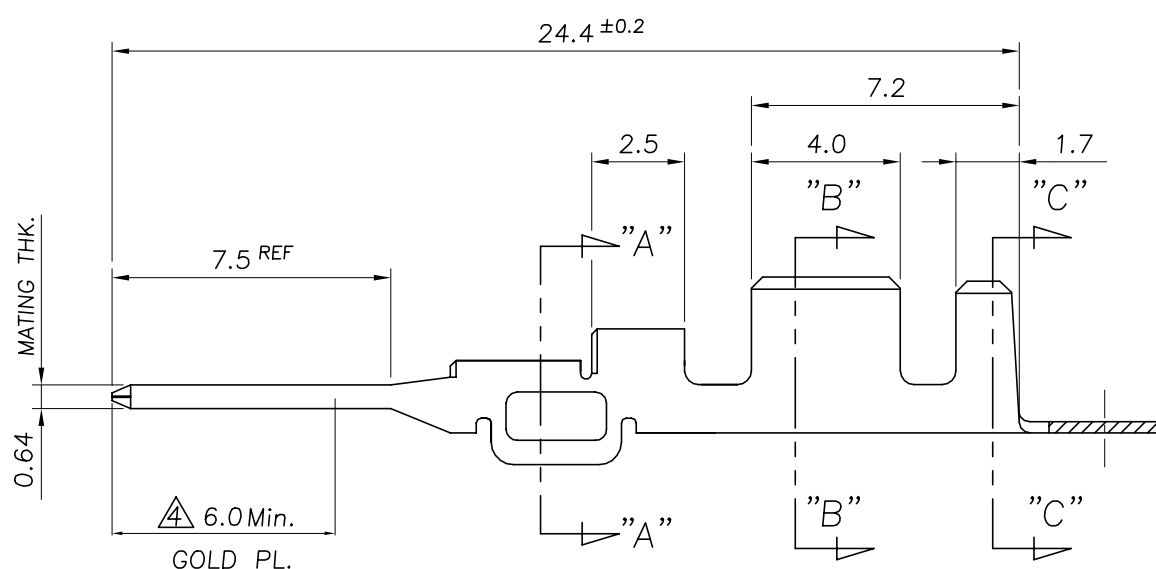 24.4 ±0.2
7.2
2.5
4.0
1.7
"B"
"C"
"A"
7.5 REF
MATING THK.
0.64
4 6.0 Min.
GOLD PL.
"A"
"B"
"C"